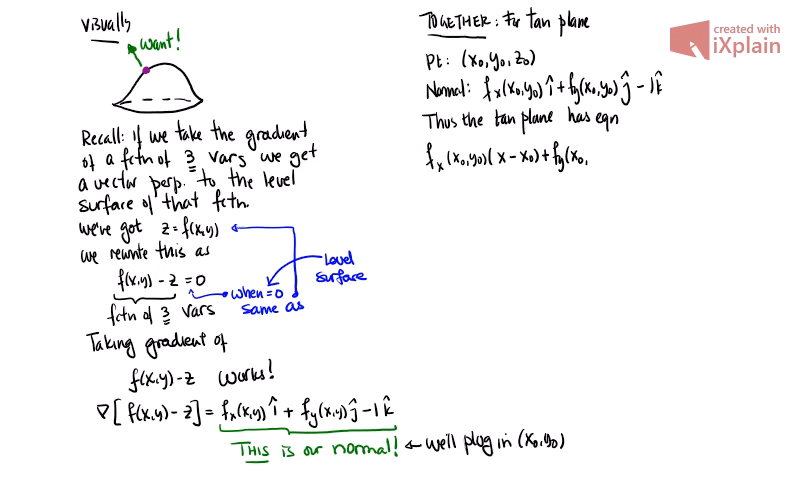 Visually
Want!
Recall: If we take the gradient
of a fctn of 3 vars we get
a vector perp. to the level
surface of that fctn.
We've got z=f(x,y)
We rewrite this as
f(x,y) - z = 0
fctn of 3 vars
when = 0
same as
Level
surface
Taking gradient of
f(x,y)-z works!
∇[f(x,y)-z] = fx(x,y)î + fy(x,y)ĵ - 1k̂
THIS is our normal! ← we'll plug in (x₀,y₀)
TOGETHER: For tan plane
Pt: (x₀,y₀,z₀)
Normal: fx(x₀,y₀)î + fy(x₀,y₀)ĵ - 1k̂
Thus the tan plane has eqn
fx(x₀,y₀)(x-x₀)+fy(x₀,
created with
iXplain